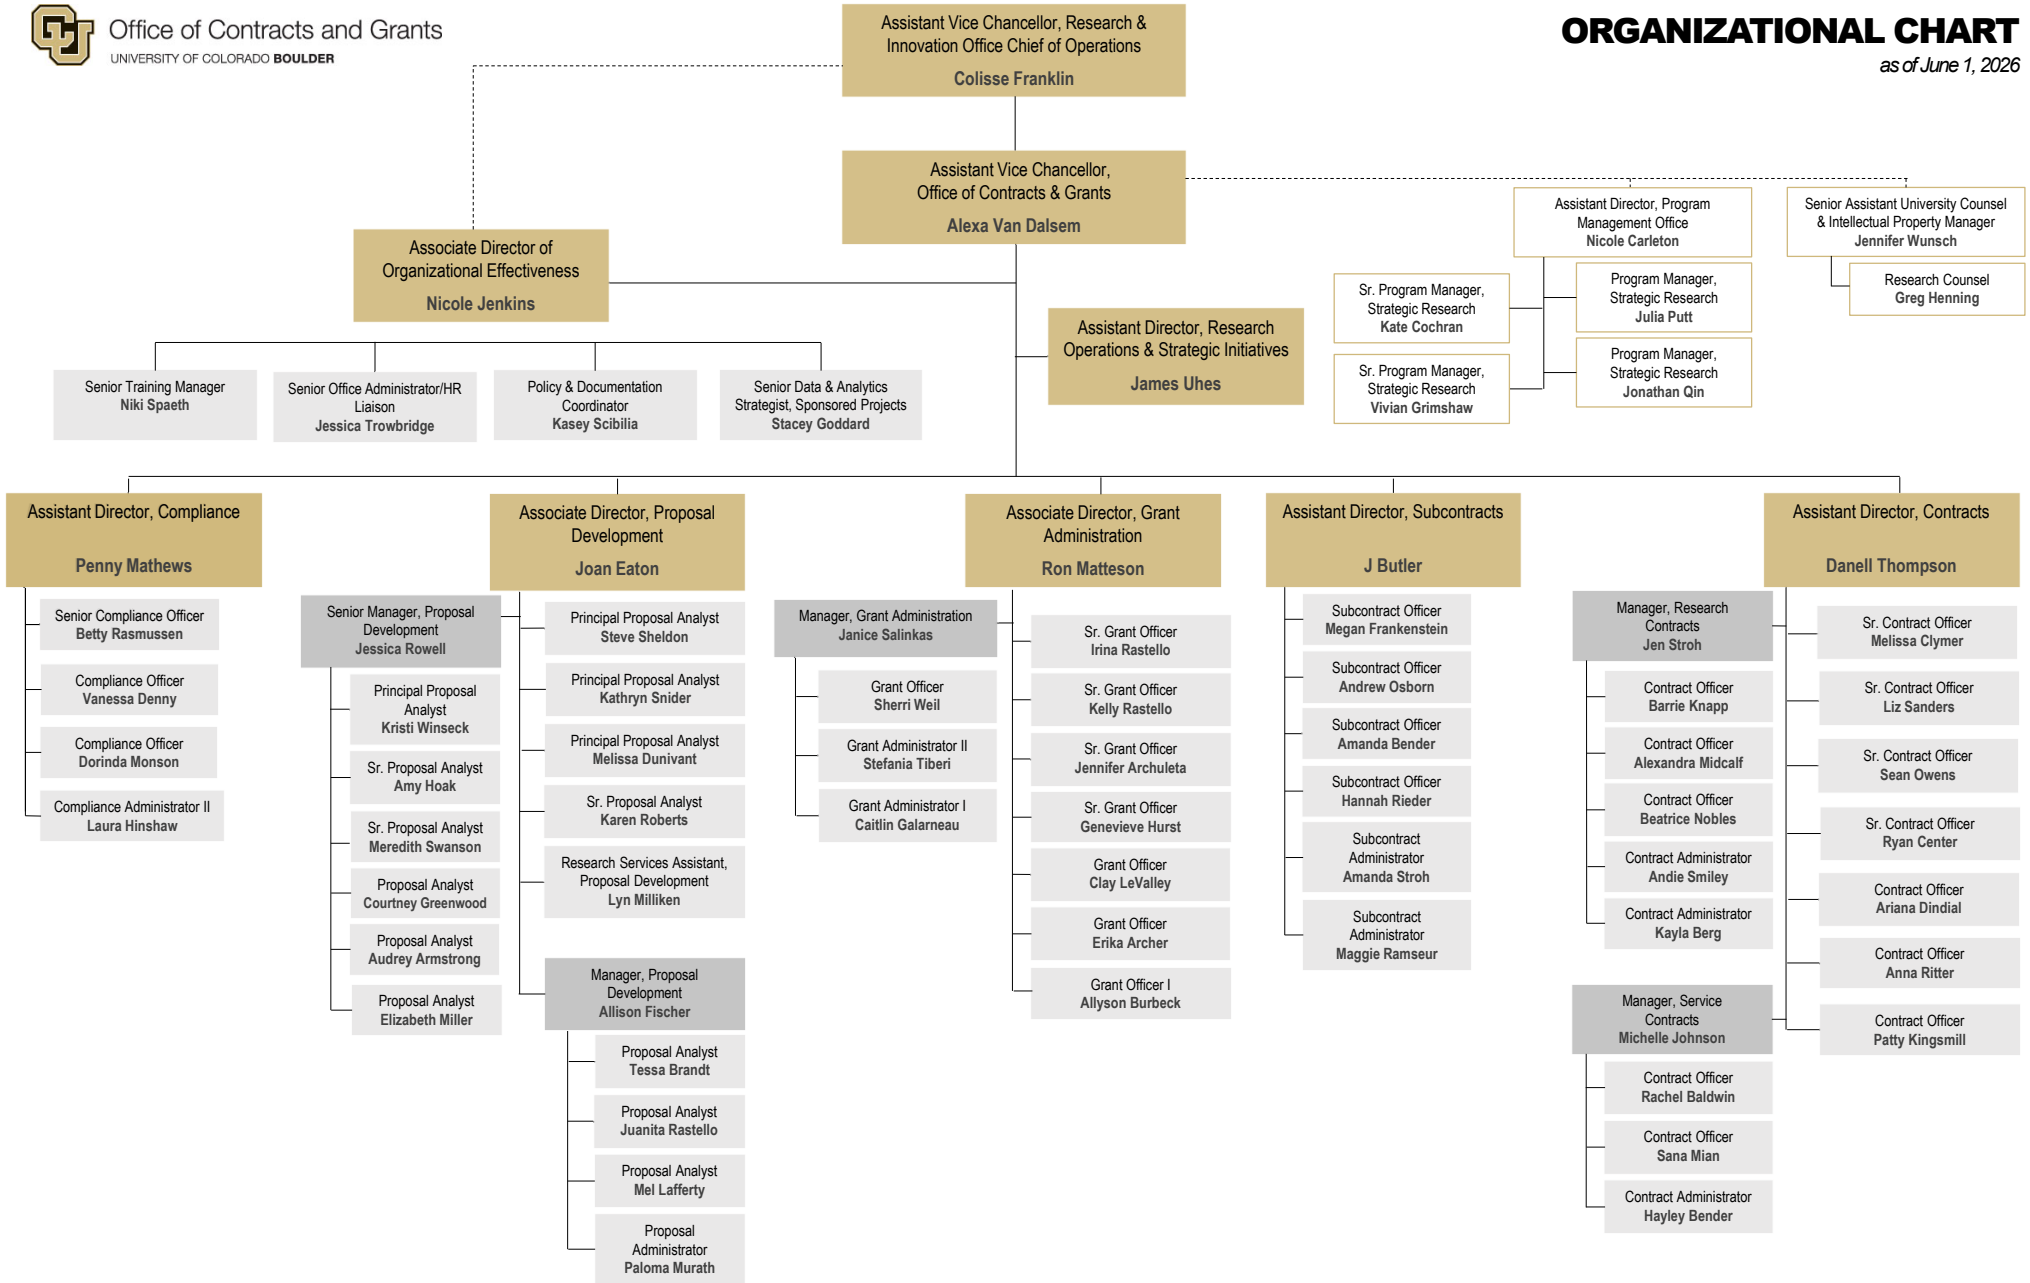 Office of Contracts and Grants
UNIVERSITY OF COLORADO BOULDER
ORGANIZATIONAL CHART
as of June 1, 2026
Assistant Vice Chancellor, Research &
Innovation Office Chief of Operations
Colisse Franklin
Assistant Vice Chancellor,
Office of Contracts & Grants
Alexa Van Dalsem
Associate Director of
Organizational Effectiveness
Nicole Jenkins
Assistant Director, Research
Operations & Strategic Initiatives
James Uhes
Assistant Director, Program
Management Office
Nicole Carleton
Sr. Program Manager,
Strategic Research
Kate Cochran
Sr. Program Manager,
Strategic Research
Vivian Grimshaw
Program Manager,
Strategic Research
Julia Putt
Program Manager,
Strategic Research
Jonathan Qin
Senior Assistant University Counsel
& Intellectual Property Manager
Jennifer Wunsch
Research Counsel
Greg Henning
Senior Training Manager
Niki Spaeth
Senior Office Administrator/HR
Liaison
Jessica Trowbridge
Policy & Documentation
Coordinator
Kasey Scibilia
Senior Data & Analytics
Strategist, Sponsored Projects
Stacey Goddard
Assistant Director, Compliance
Penny Mathews
Senior Compliance Officer
Betty Rasmussen
Compliance Officer
Vanessa Denny
Compliance Officer
Dorinda Monson
Compliance Administrator II
Laura Hinshaw
Associate Director, Proposal
Development
Joan Eaton
Senior Manager, Proposal
Development
Jessica Rowell
Principal Proposal
Analyst
Kristi Winseck
Sr. Proposal Analyst
Amy Hoak
Sr. Proposal Analyst
Meredith Swanson
Proposal Analyst
Courtney Greenwood
Proposal Analyst
Audrey Armstrong
Proposal Analyst
Elizabeth Miller
Principal Proposal Analyst
Steve Sheldon
Principal Proposal Analyst
Kathryn Snider
Principal Proposal Analyst
Melissa Dunivant
Sr. Proposal Analyst
Karen Roberts
Research Services Assistant,
Proposal Development
Lyn Milliken
Manager, Proposal
Development
Allison Fischer
Proposal Analyst
Tessa Brandt
Proposal Analyst
Juanita Rastello
Proposal Analyst
Mel Lafferty
Proposal
Administrator
Paloma Murath
Associate Director, Grant
Administration
Ron Matteson
Manager, Grant Administration
Janice Salinkas
Grant Officer
Sherri Weil
Grant Administrator II
Stefania Tiberi
Grant Administrator I
Caitlin Galarneau
Sr. Grant Officer
Irina Rastello
Sr. Grant Officer
Kelly Rastello
Sr. Grant Officer
Jennifer Archuleta
Sr. Grant Officer
Genevieve Hurst
Grant Officer
Clay LeValley
Grant Officer
Erika Archer
Grant Officer I
Allyson Burbeck
Assistant Director, Subcontracts
J Butler
Subcontract Officer
Megan Frankenstein
Subcontract Officer
Andrew Osborn
Subcontract Officer
Amanda Bender
Subcontract Officer
Hannah Rieder
Subcontract
Administrator
Amanda Stroh
Subcontract
Administrator
Maggie Ramseur
Assistant Director, Contracts
Danell Thompson
Manager, Research
Contracts
Jen Stroh
Contract Officer
Barrie Knapp
Contract Officer
Alexandra Midcalf
Contract Officer
Beatrice Nobles
Contract Administrator
Andie Smiley
Contract Administrator
Kayla Berg
Manager, Service
Contracts
Michelle Johnson
Contract Officer
Rachel Baldwin
Contract Officer
Sana Mian
Contract Administrator
Hayley Bender
Sr. Contract Officer
Melissa Clymer
Sr. Contract Officer
Liz Sanders
Sr. Contract Officer
Sean Owens
Sr. Contract Officer
Ryan Center
Contract Officer
Ariana Dindial
Contract Officer
Anna Ritter
Contract Officer
Patty Kingsmill